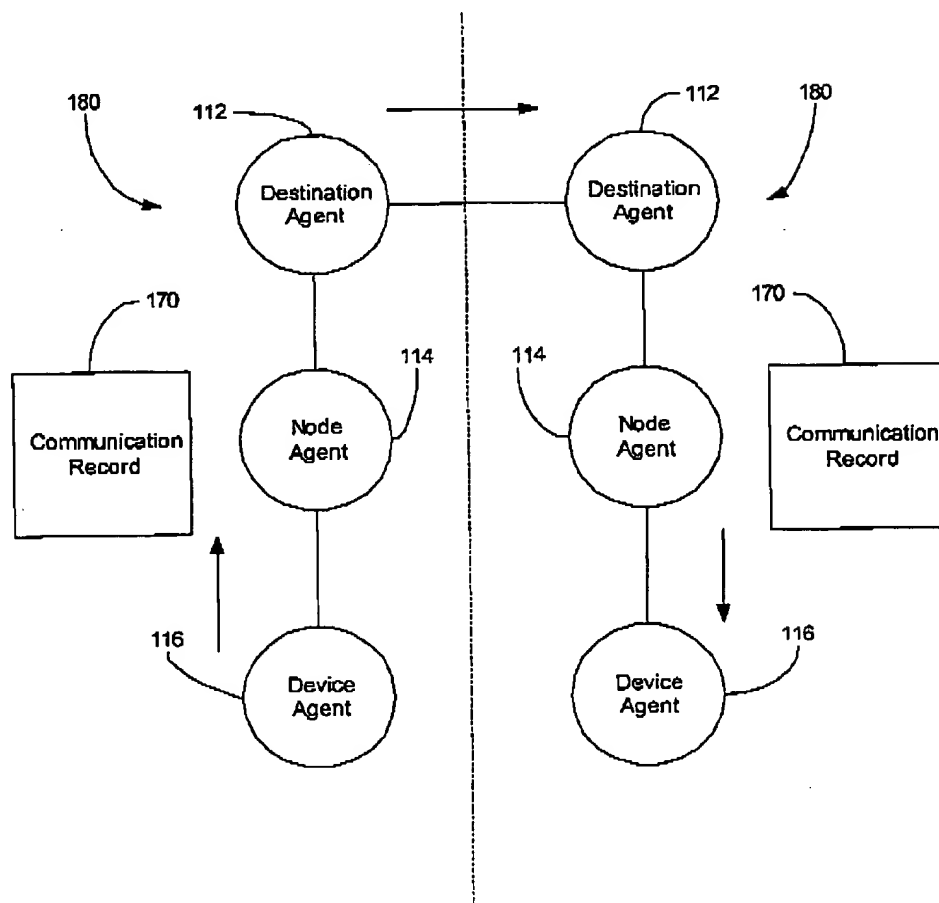 180
112
112
180
Destination
Agent
Destination
Agent
170
170
114
114
Communication
Record
Node
Agent
Node
Agent
Communication
Record
116
116
Device
Agent
Device
Agent